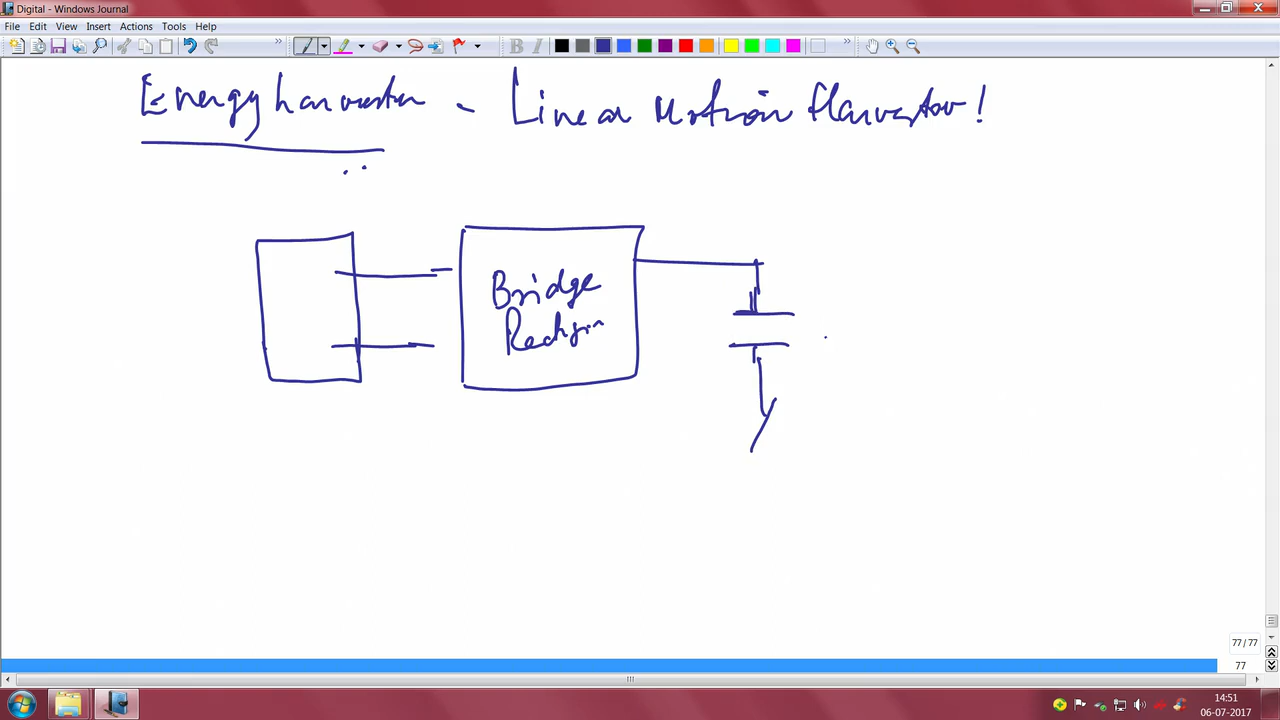 Digital - Windows Journal
File Edit View Insert Actions Tools Help
B I
Energy harvester - Linear Motion Harvestor!
Bridge
77/77
77
14:51
06-07-2017